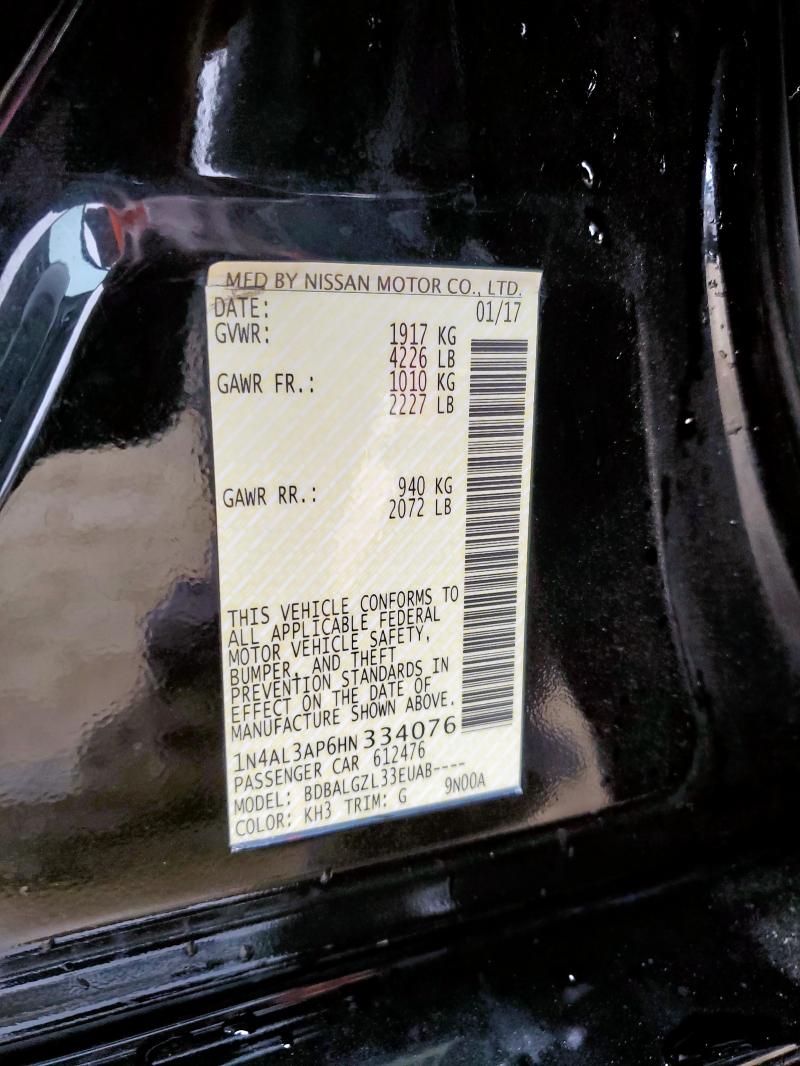 MFD BY NISSAN MOTOR CO., LTD.
DATE: 01/17
GVWR: 1917 KG
4226 LB
GAWR FR.: 1010 KG
2227 LB
GAWR RR.: 940 KG
2072 LB
THIS VEHICLE CONFORMS TO
ALL APPLICABLE FEDERAL
MOTOR VEHICLE SAFETY,
BUMPER, AND THEFT
PREVENTION STANDARDS IN
EFFECT ON THE DATE OF
MANUFACTURE SHOWN ABOVE.
1N4AL3AP6HN 334076
PASSENGER CAR 612476
MODEL: BDBALGZL33EUAB----
COLOR: KH3 TRIM: G 9N00A